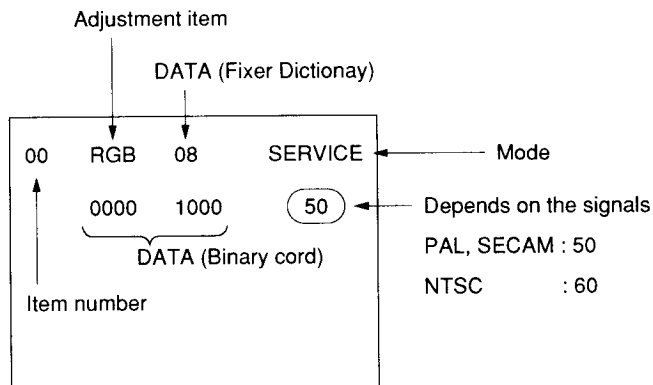 Adjustment item
DATA (Fixer Dictionay)
00 RGB 08 SERVICE
Mode
0000 1000 50
Depends on the signals
DATA (Binary cord)
PAL, SECAM : 50
Item number
NTSC : 60